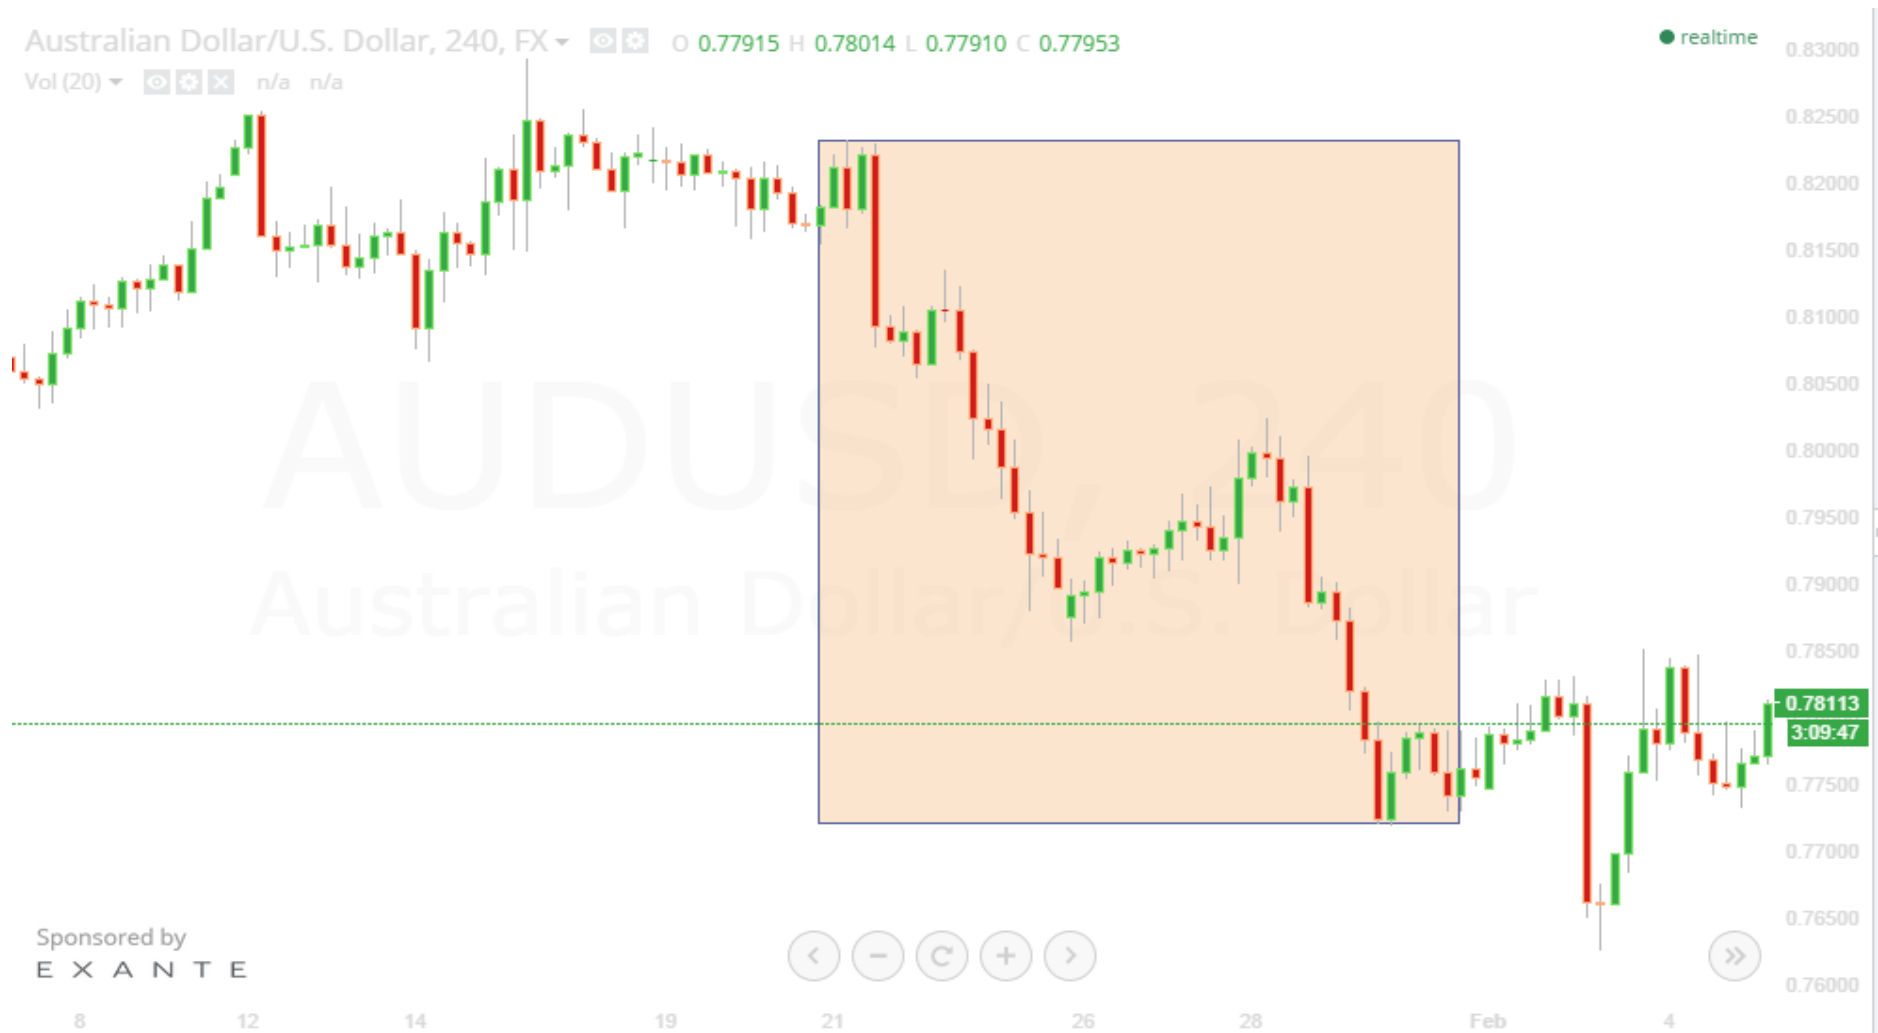 Australian Dollar/U.S. Dollar, 240, FX O 0.77915 H 0.78014 L 0.77910 C 0.77953
realtime
Vol (20) n/a n/a
0.83000
0.82500
0.82000
0.81500
0.81000
0.80500
0.80000
0.79500
0.79000
0.78500
0.78113
3:09:47
0.77500
0.77000
0.76500
0.76000
AUDUSD, 240
Australian Dollar/U.S. Dollar
Sponsored by
EXANTE
8 12 14 19 21 26 28 Feb 4